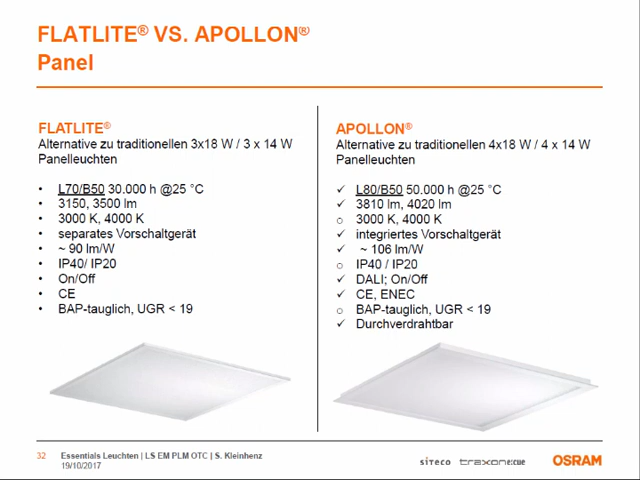 FLATLITE® VS. APOLLON®
Panel
FLATLITE®
Alternative zu traditionellen 3x18 W / 3 x 14 W
Panelleuchten
• L70/B50 30.000 h @25 °C
• 3150, 3500 lm
• 3000 K, 4000 K
• separates Vorschaltgerät
• ~ 90 lm/W
• IP40/ IP20
• On/Off
• CE
• BAP-tauglich, UGR < 19
APOLLON®
Alternative zu traditionellen 4x18 W / 4 x 14 W
Panelleuchten
✓ L80/B50 50.000 h @25 °C
✓ 3810 lm, 4020 lm
o 3000 K, 4000 K
✓ integriertes Vorschaltgerät
✓ ~ 106 lm/W
o IP40 / IP20
✓ DALI; On/Off
✓ CE, ENEC
o BAP-tauglich, UGR < 19
✓ Durchverdrahtbar
32 Essentials Leuchten | LS EM PLM OTC | S. Kleinhenz
19/10/2017
siteco traxon e:cue OSRAM